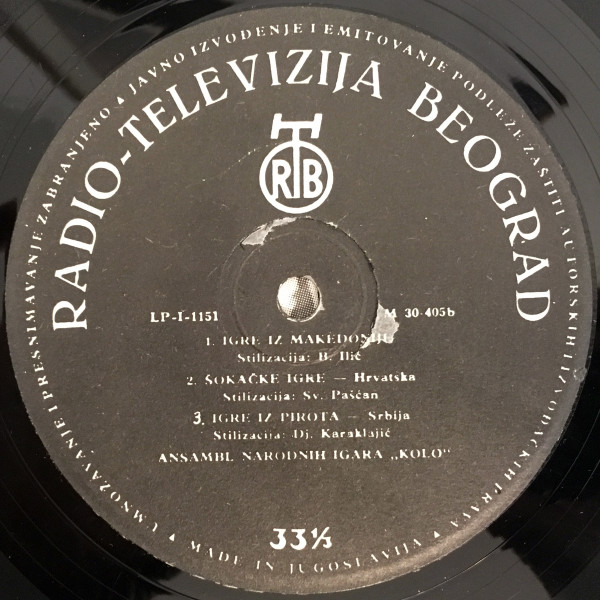 UMNOŽAVANJE I PRESNIMAVANJE ZABRANJENO ▲ JAVNO IZVOĐENJE I EMITOVANJE PODLEŽE ZAŠTITI AUTORSKIH I IZVOĐAČKIH PRAVA
RADIO-TELEVIZIJA BEOGRAD
RTB
LP-I-1151
M 30-405b
1. IGRE IZ MAKEDONIJE
Stilizacija: B. Ilić
2. ŠOKAČKE IGRE — Hrvatska
Stilizacija: Sv. Pašćan
3. IGRE IZ PIROTA — Srbija
Stilizacija: Dj. Karaklajić
ANSAMBL NARODNIH IGARA „KOLO"
33⅓
▲ MADE IN JUGOSLAVIJA ▲